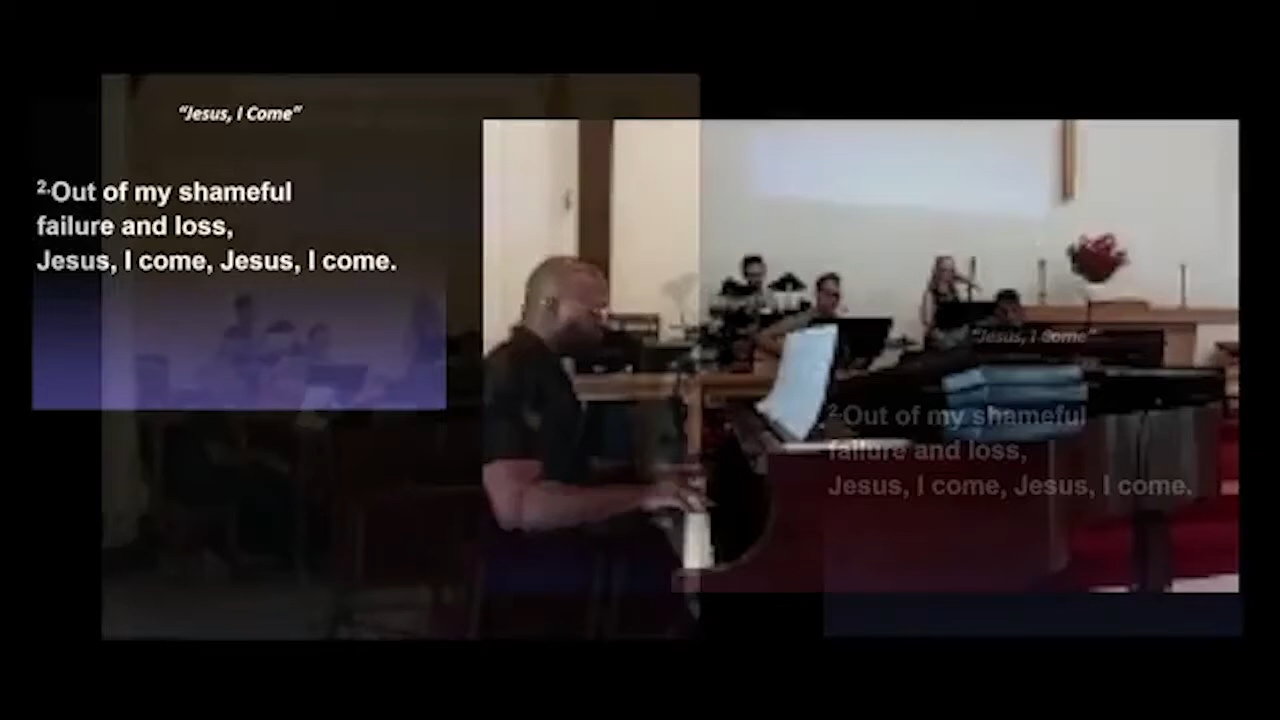 “Jesus, I Come”
2.Out of my shameful
failure and loss,
Jesus, I come, Jesus, I come.
“Jesus, I Come”
2.Out of my shameful
failure and loss,
Jesus, I come, Jesus, I come.